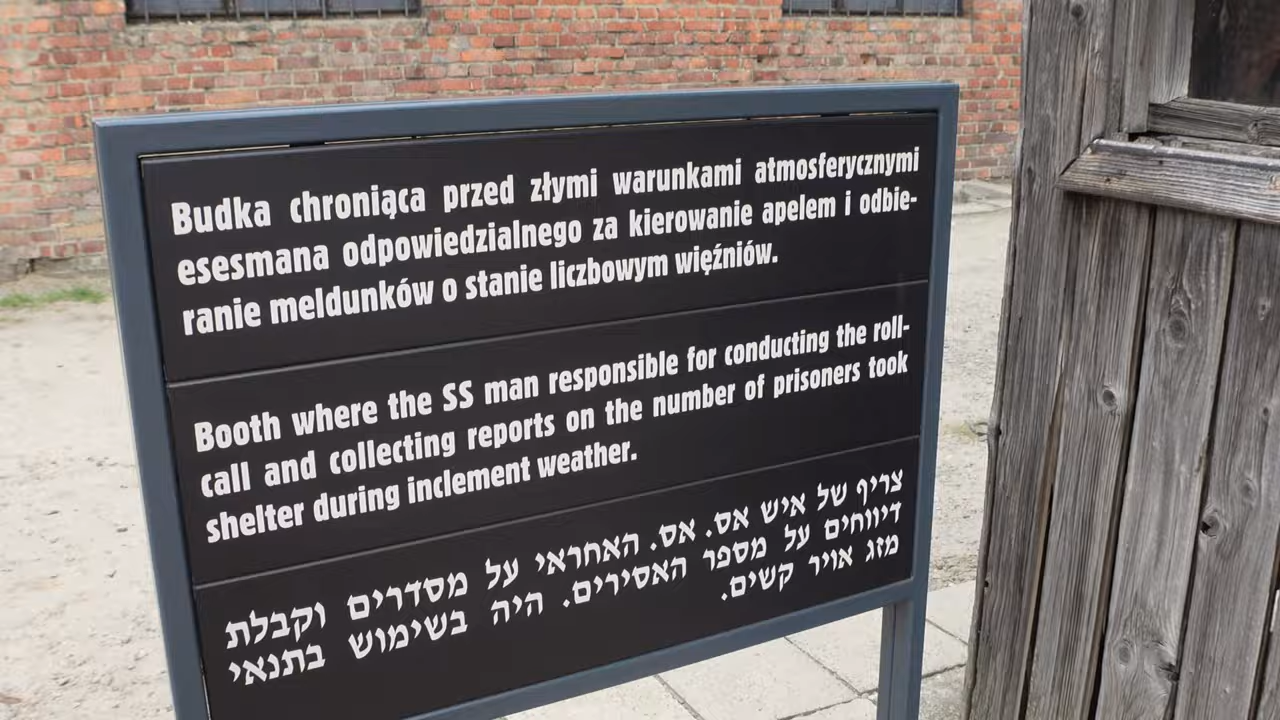 Budka chroniąca przed złymi warunkami atmosferycznymi
esesmana odpowiedzialnego za kierowanie apelem i odbie-
ranie meldunków o stanie liczbowym więźniów.
Booth where the SS man responsible for conducting the roll-
call and collecting reports on the number of prisoners took
shelter during inclement weather.
צריף של איש אס. אס. האחראי על מסדרים וקבלת
דיווחים על מספר האסירים. היה בשימוש בתנאי
מזג אויר קשים.